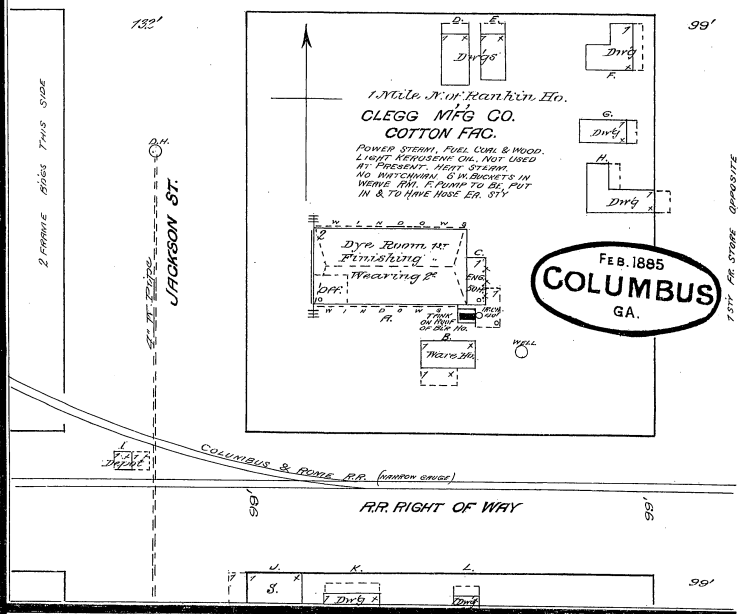 132'
99'
D. E.
Dwgs
Dwg
F.
G.
Dwg
H.
Dwg
1 Mile N. of Rankin Ho.
CLEGG M'F'G CO.
COTTON FAC.
POWER STEAM, FUEL COAL & WOOD.
LIGHT KEROSENE OIL, NOT USED
AT PRESENT. HEAT STEAM.
NO WATCHMAN. 6 W. BUCKETS IN
WEAVE RM. F. PUMP TO BE PUT
IN & TO HAVE HOSE EA. STY
2 FRAME B'D'GS THIS SIDE
D.H.
JACKSON ST.
4" W. Pipe
WINDOWS
Dye Room 1st
Finishing "
Weaving 2d
Off.
C.
ENG.
WINDOWS
A.
TANK
ON ROOF
OF BLR HO.
B.
Ware Ho.
WELL
FEB. 1885
COLUMBUS
GA.
1 STY FR. STORE OPPOSITE
I.
Depot
COLUMBUS & ROME R.R. (NARROW GAUGE)
R.R. RIGHT OF WAY
99'
99'
J. K. L.
S.
Dwg
Dwg
99'